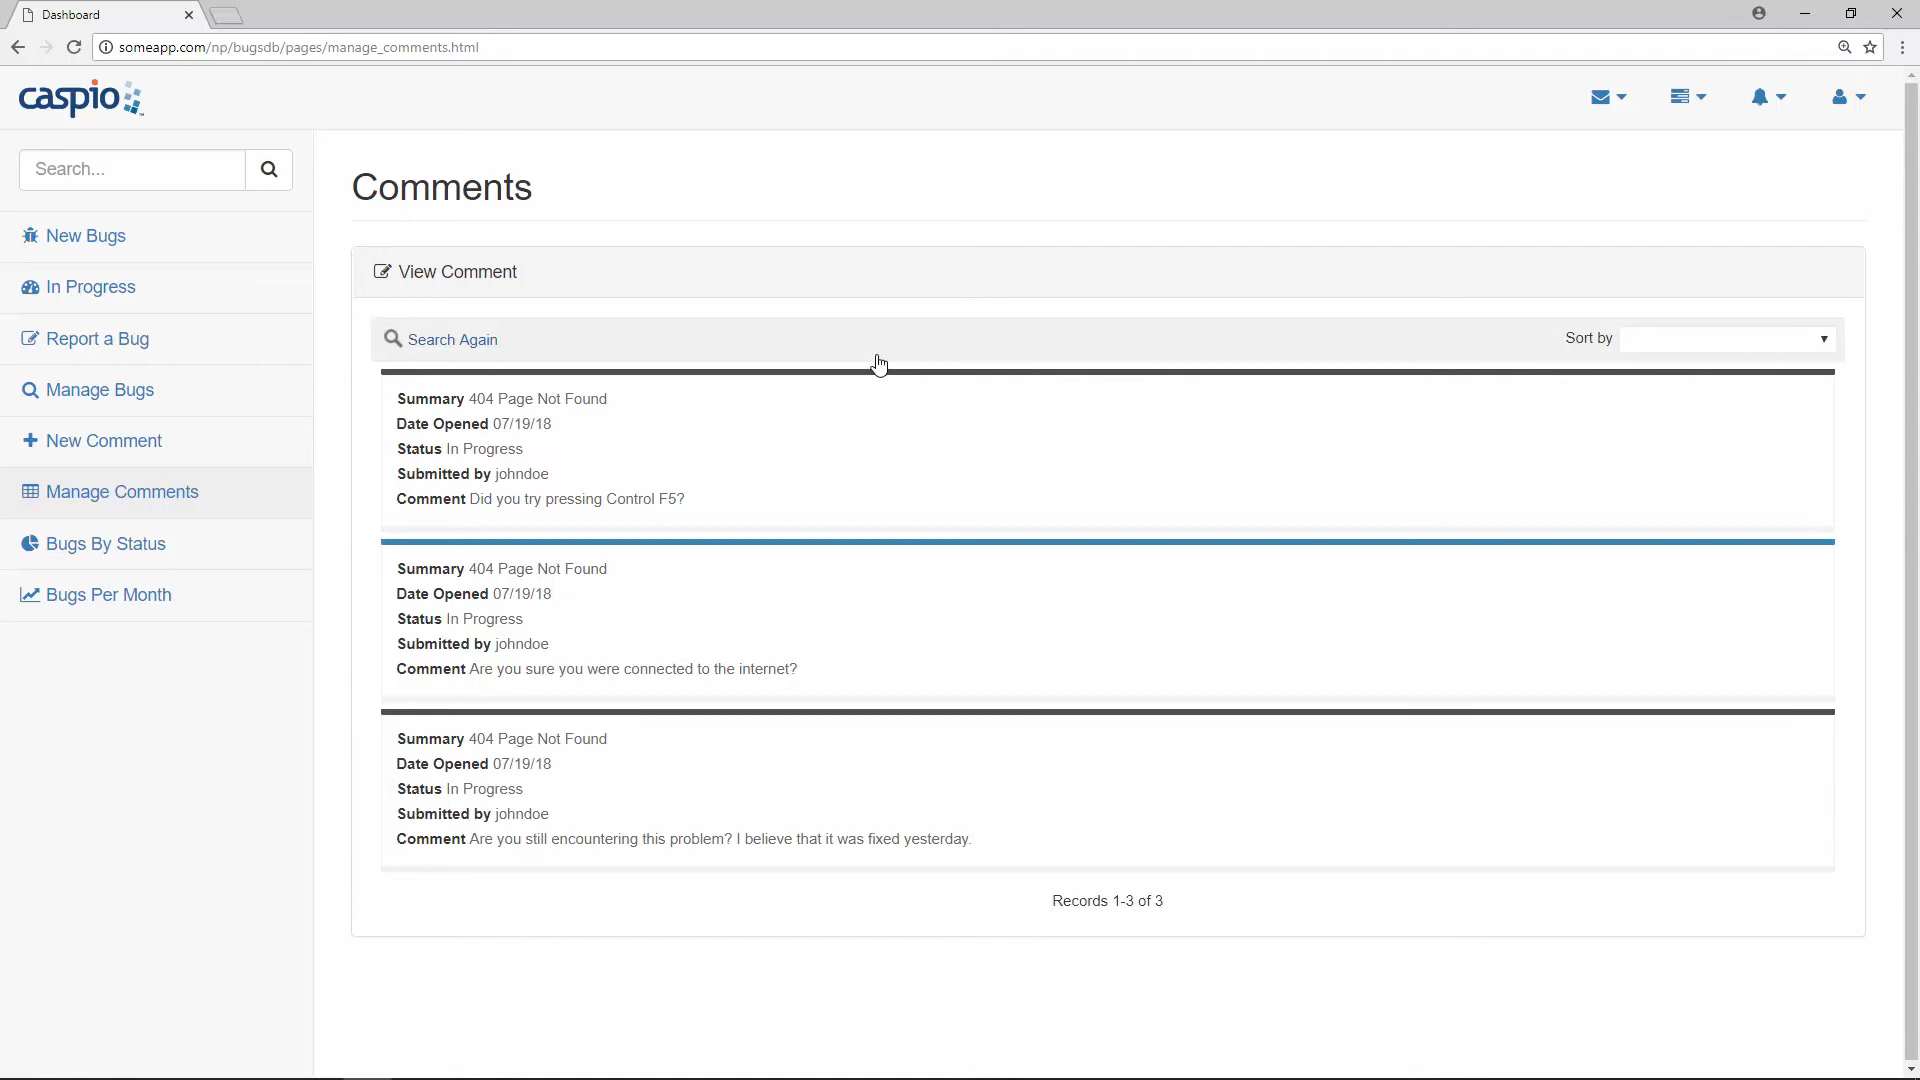 Dashboard
someapp.com/np/bugsdb/pages/manage_comments.html
caspio
Search...
New Bugs
In Progress
Report a Bug
Manage Bugs
New Comment
Manage Comments
Bugs By Status
Bugs Per Month
Comments
View Comment
Search Again
Sort by
Summary 404 Page Not Found
Date Opened 07/19/18
Status In Progress
Submitted by johndoe
Comment Did you try pressing Control F5?
Summary 404 Page Not Found
Date Opened 07/19/18
Status In Progress
Submitted by johndoe
Comment Are you sure you were connected to the internet?
Summary 404 Page Not Found
Date Opened 07/19/18
Status In Progress
Submitted by johndoe
Comment Are you still encountering this problem? I believe that it was fixed yesterday.
Records 1-3 of 3